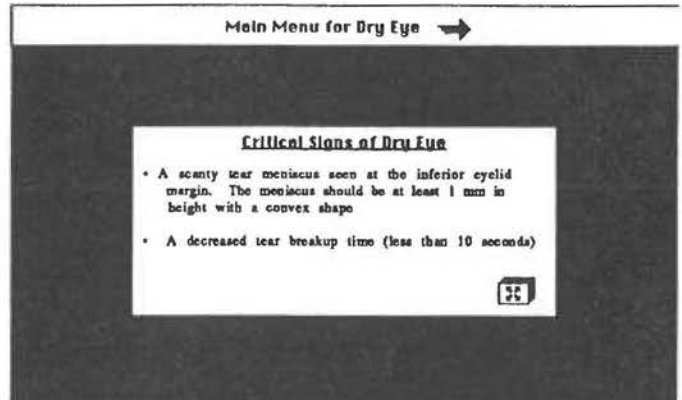 Main Menu for Dry Eye
Critical Signs of Dry Eye
• A scanty tear meniscus seen at the inferior eyelid
margin. The meniscus should be at least 1 mm in
height with a convex shape
• A decreased tear breakup time (less than 10 seconds)